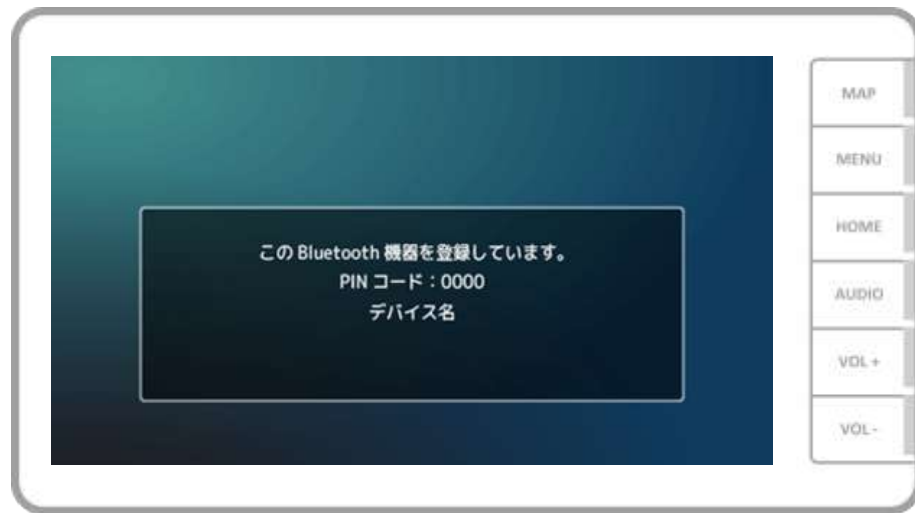 この Bluetooth 機器を登録しています。
PIN コード：0000
デバイス名
MAP
MENU
HOME
AUDIO
VOL +
VOL -